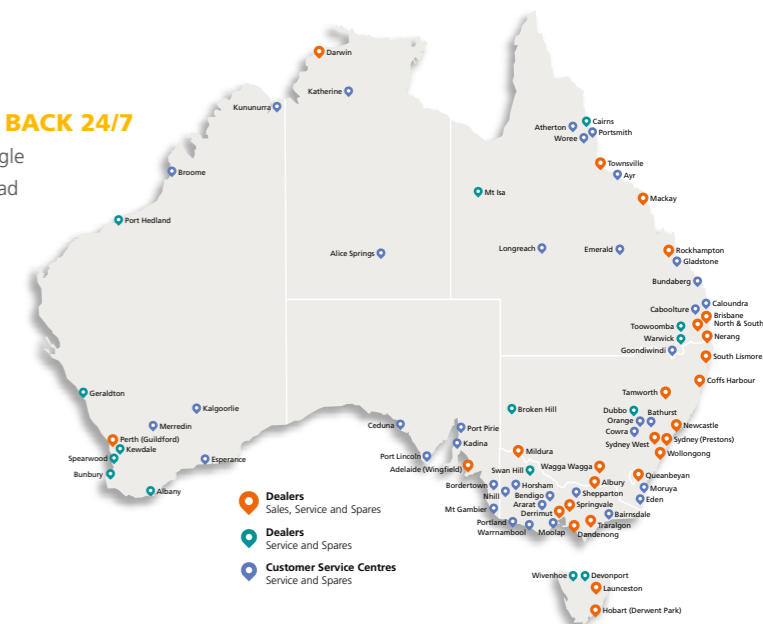 BACK 24/7
gle
ad
Darwin
Katherine
Kununurra
Broome
Port Hedland
Alice Springs
Mt Isa
Cairns
Atherton
Portsmith
Woree
Townsville
Ayr
Mackay
Longreach
Emerald
Rockhampton
Gladstone
Bundaberg
Caloundra
Caboolture
Brisbane
North & South
Toowoomba
Warwick
Nerang
Goondiwindi
South Lismore
Coffs Harbour
Tamworth
Geraldton
Kalgoorlie
Merredin
Perth (Guildford)
Kewdale
Spearwood
Bunbury
Albany
Esperance
Ceduna
Port Pirie
Kadina
Port Lincoln
Adelaide (Wingfield)
Broken Hill
Dubbo
Bathurst
Orange
Cowra
Newcastle
Sydney West
Sydney (Prestons)
Wollongong
Mildura
Swan Hill
Wagga Wagga
Queanbeyan
Albury
Moruya
Eden
Bordertown
Horsham
Nhill
Bendigo
Shepparton
Ararat
Springvale
Mt Gambier
Derrimut
Bairnsdale
Portland
Traralgon
Warrnambool
Moolap
Dandenong
Wivenhoe
Devonport
Launceston
Hobart (Derwent Park)
Dealers
Sales, Service and Spares
Dealers
Service and Spares
Customer Service Centres
Service and Spares